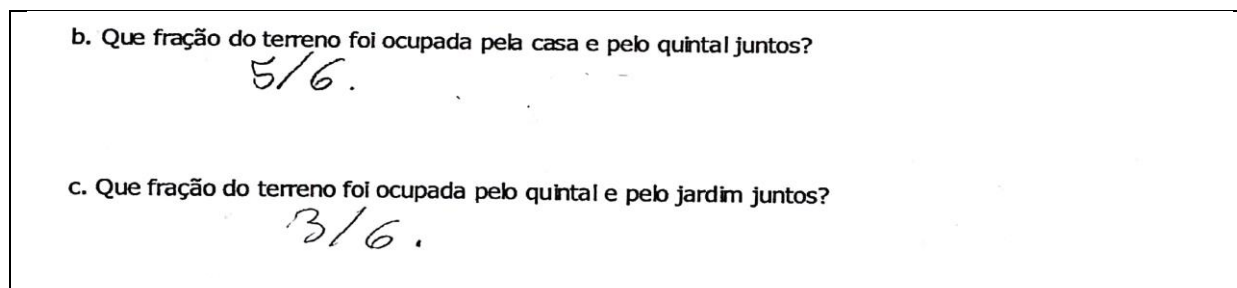 b. Que fração do terreno foi ocupada pela casa e pelo quintal juntos?
5/6.
c. Que fração do terreno foi ocupada pelo quintal e pelo jardim juntos?
3/6.